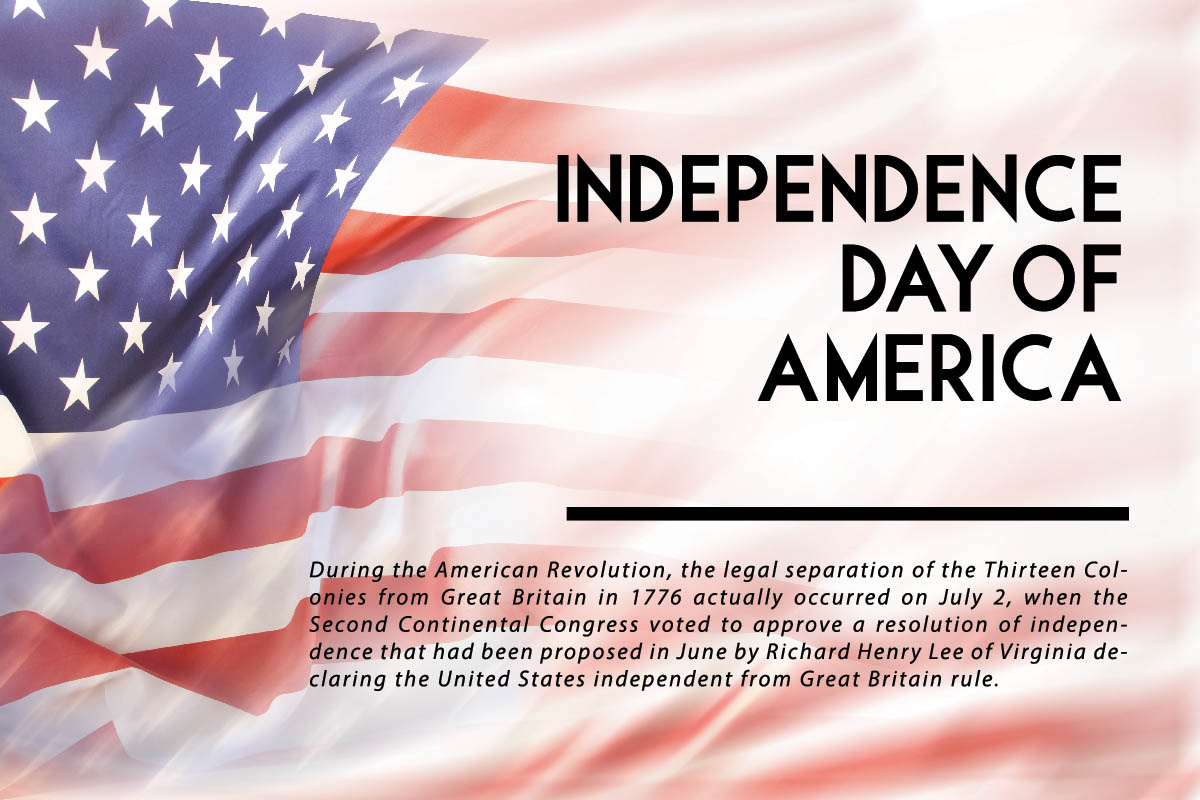 INDEPENDENCE
DAY OF
AMERICA
During the American Revolution, the legal separation of the Thirteen Col-
onies from Great Britain in 1776 actually occurred on July 2, when the
Second Continental Congress voted to approve a resolution of indepen-
dence that had been proposed in June by Richard Henry Lee of Virginia de-
claring the United States independent from Great Britain rule.